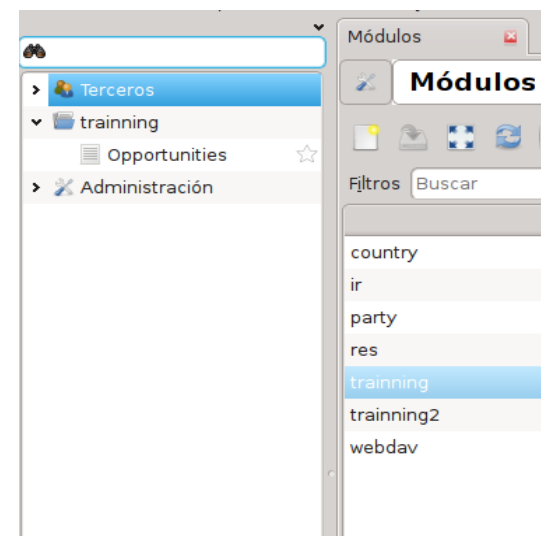 Módulos
Terceros
trainning
Opportunities
Administración
Módulos
Filtros Buscar
country
ir
party
res
trainning
trainning2
webdav